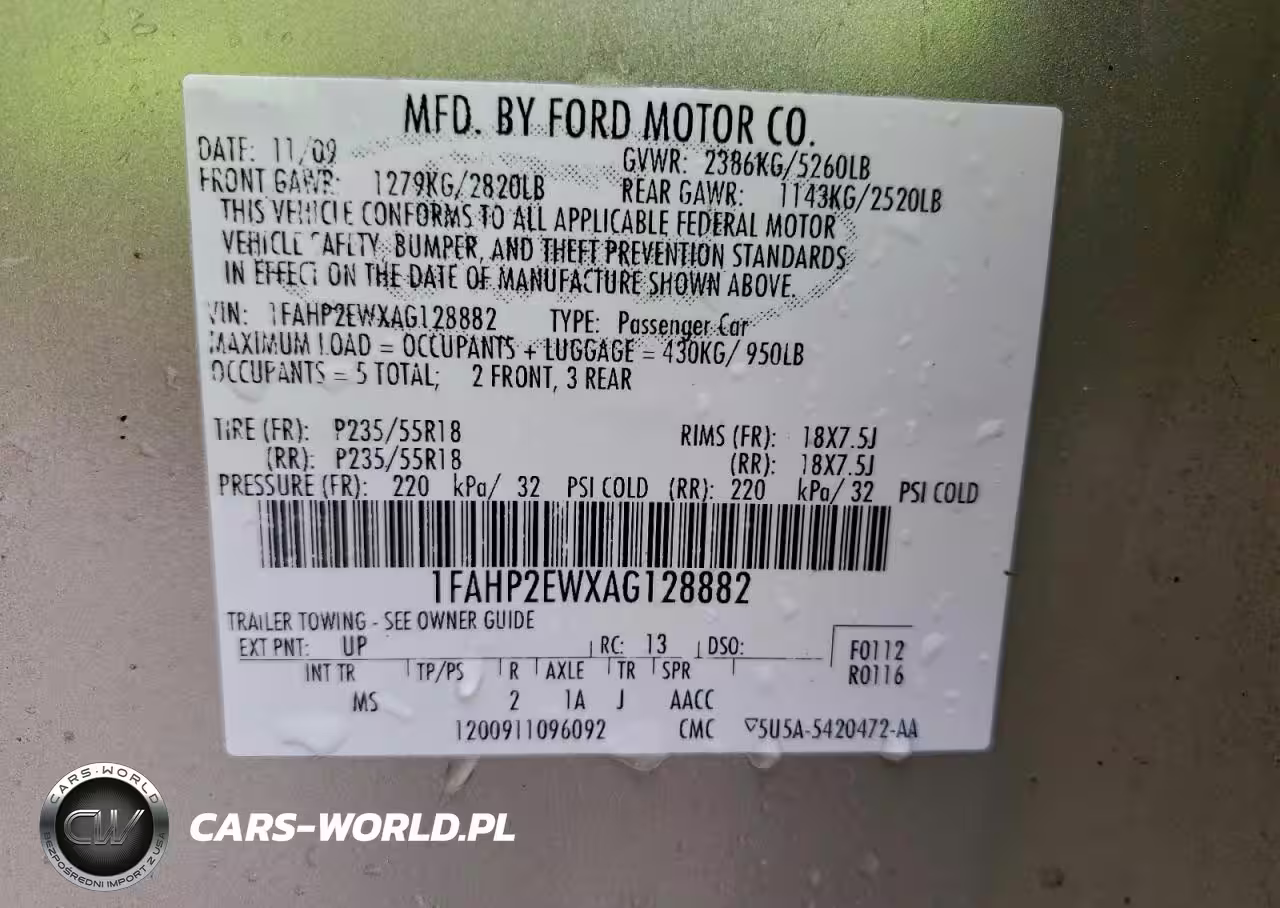 MFD. BY FORD MOTOR CO.
DATE: 11/09 GVWR: 2386KG/5260LB
FRONT GAWR: 1279KG/2820LB REAR GAWR: 1143KG/2520LB
THIS VEHICLE CONFORMS TO ALL APPLICABLE FEDERAL MOTOR
VEHICLE SAFETY, BUMPER, AND THEFT PREVENTION STANDARDS
IN EFFECT ON THE DATE OF MANUFACTURE SHOWN ABOVE.
VIN: 1FAHP2EWXAG128882 TYPE: Passenger Car
MAXIMUM LOAD = OCCUPANTS + LUGGAGE = 430KG/ 950LB
OCCUPANTS = 5 TOTAL; 2 FRONT, 3 REAR
TIRE (FR): P235/55R18 RIMS (FR): 18X7.5J
(RR): P235/55R18 (RR): 18X7.5J
PRESSURE (FR): 220 kPa/ 32 PSI COLD (RR): 220 kPa/ 32 PSI COLD
1FAHP2EWXAG128882
TRAILER TOWING - SEE OWNER GUIDE
EXT PNT: UP RC: 13 DSO: F0112
INT TR TP/PS R AXLE TR SPR R0116
MS 2 1A J AACC
1200911096092 CMC ▽5U5A-5420472-AA
CARS-WORLD
CW
BEZPOŚREDNI IMPORT Z USA
CARS-WORLD.PL